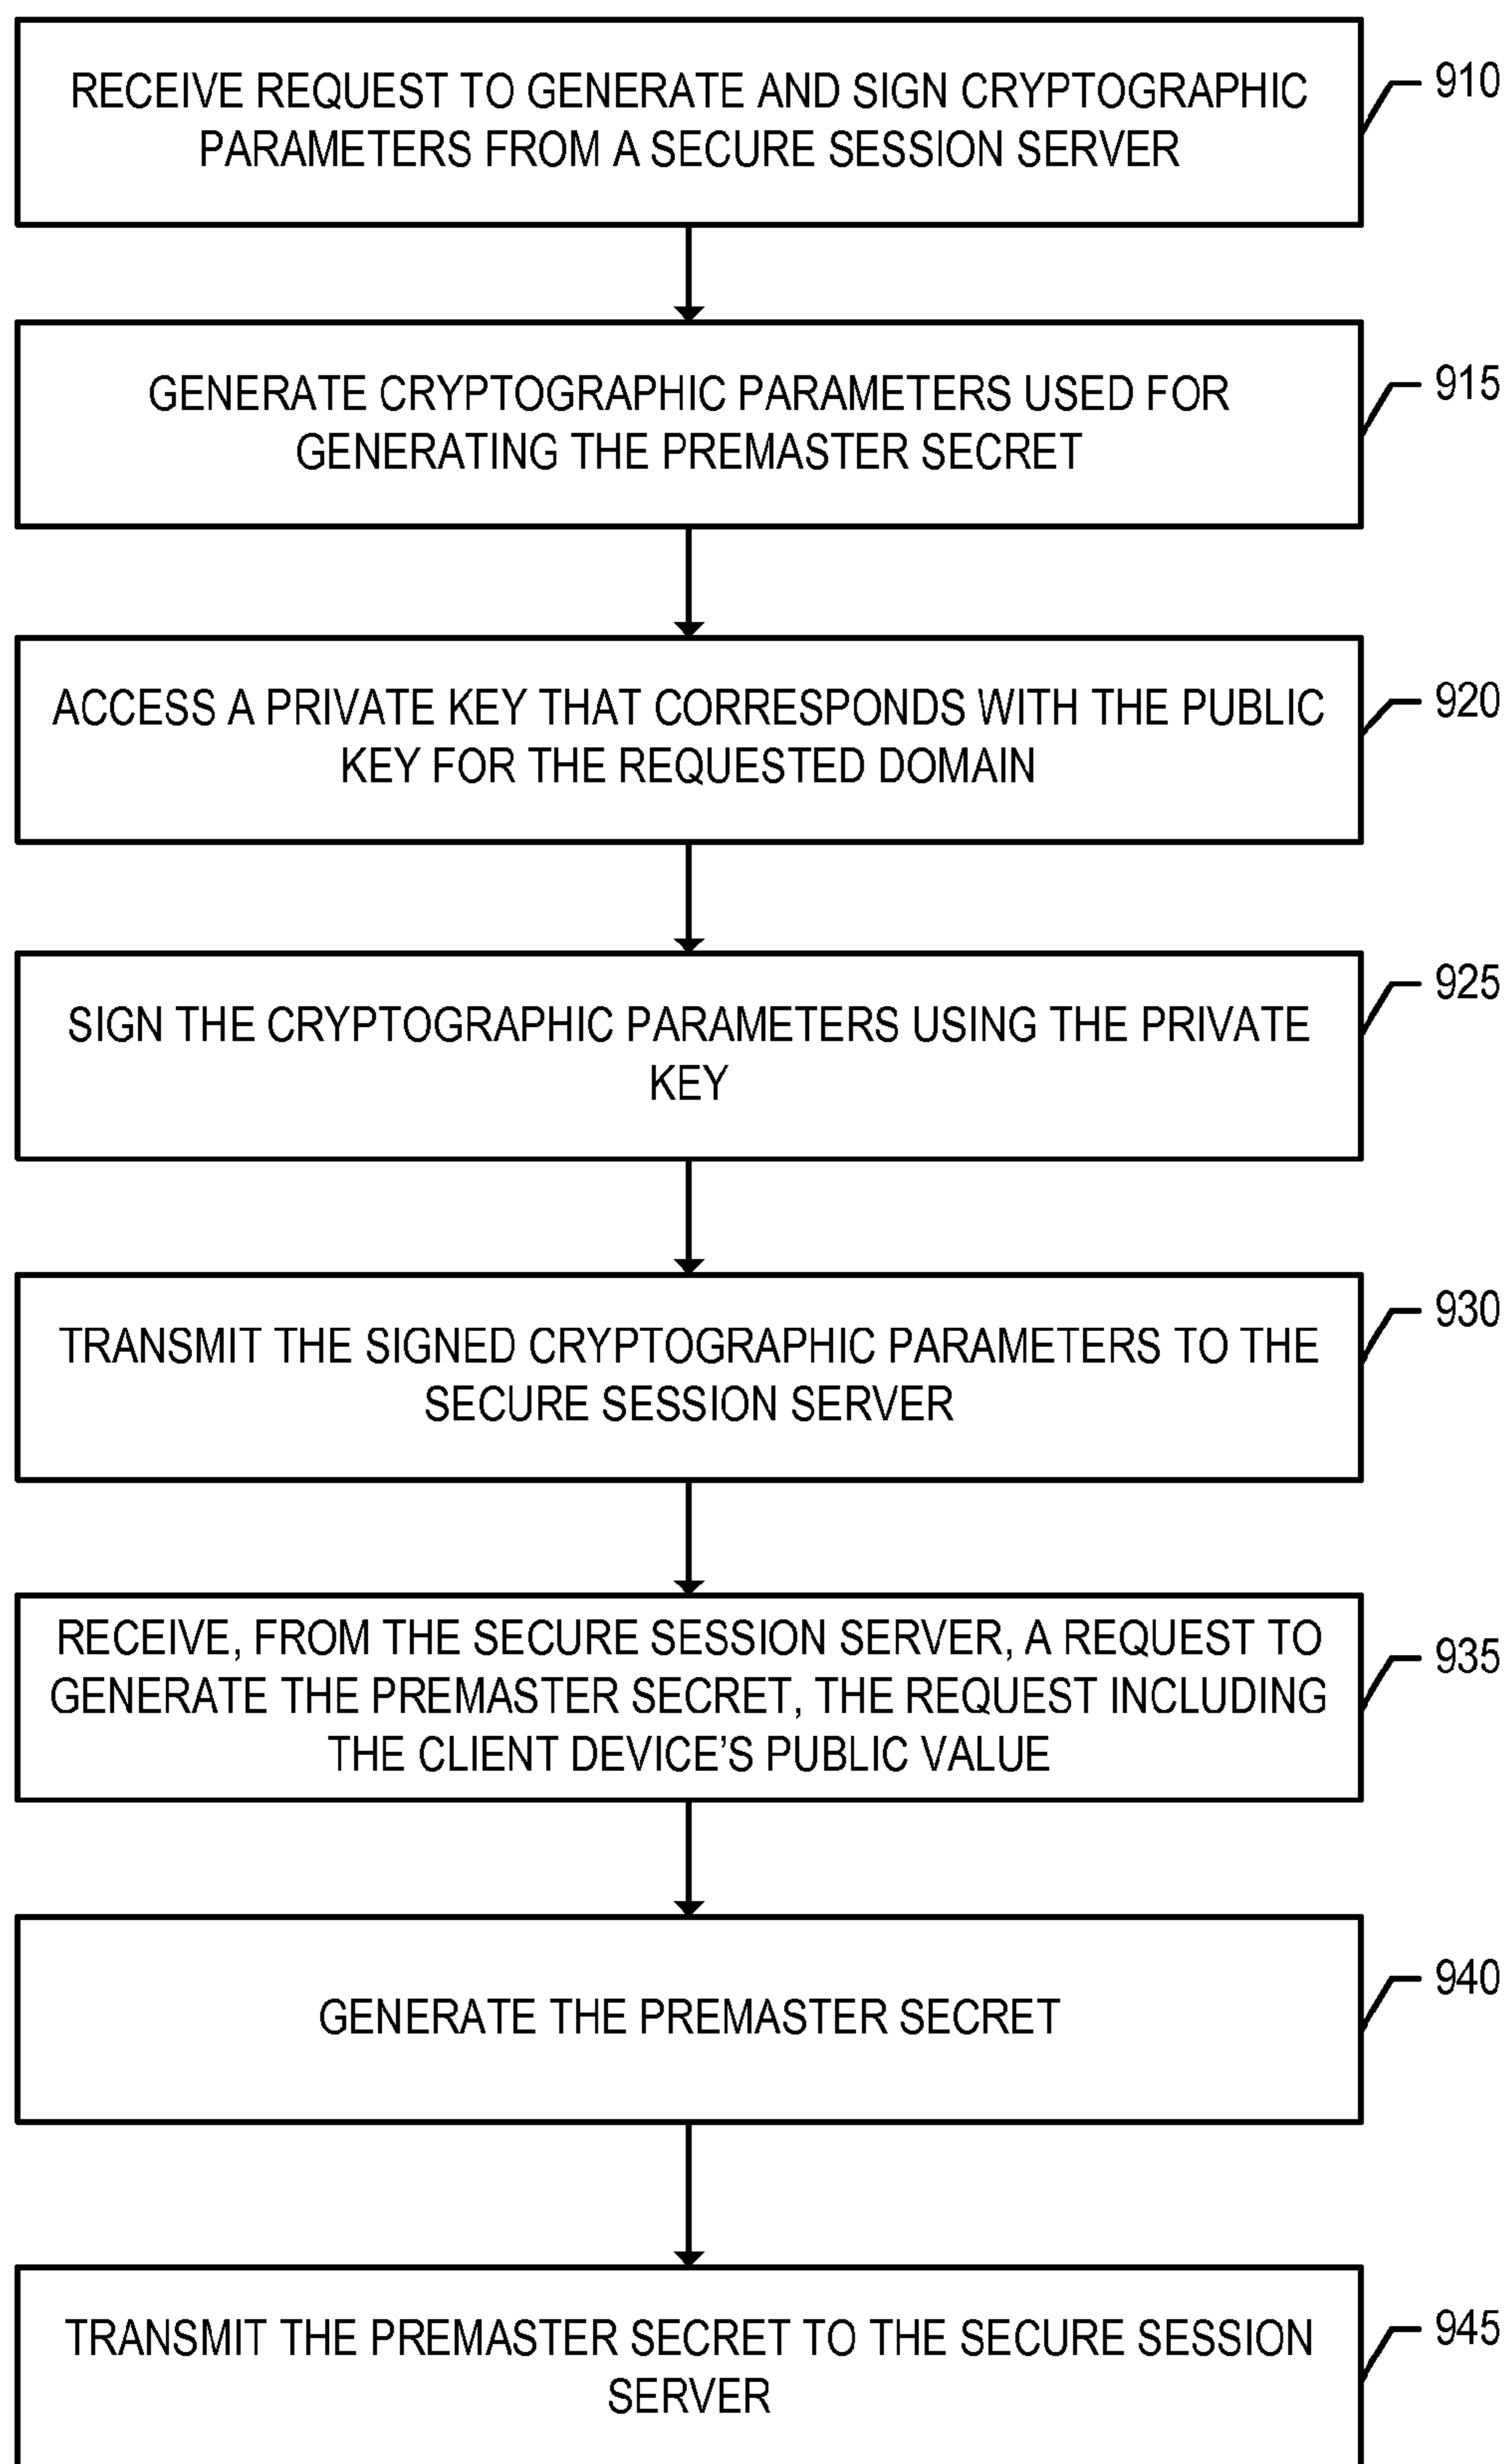 RECEIVE REQUEST TO GENERATE AND SIGN CRYPTOGRAPHIC
PARAMETERS FROM A SECURE SESSION SERVER
910
GENERATE CRYPTOGRAPHIC PARAMETERS USED FOR
GENERATING THE PREMASTER SECRET
915
ACCESS A PRIVATE KEY THAT CORRESPONDS WITH THE PUBLIC
KEY FOR THE REQUESTED DOMAIN
920
SIGN THE CRYPTOGRAPHIC PARAMETERS USING THE PRIVATE
KEY
925
TRANSMIT THE SIGNED CRYPTOGRAPHIC PARAMETERS TO THE
SECURE SESSION SERVER
930
RECEIVE, FROM THE SECURE SESSION SERVER, A REQUEST TO
GENERATE THE PREMASTER SECRET, THE REQUEST INCLUDING
THE CLIENT DEVICE'S PUBLIC VALUE
935
GENERATE THE PREMASTER SECRET
940
TRANSMIT THE PREMASTER SECRET TO THE SECURE SESSION
SERVER
945